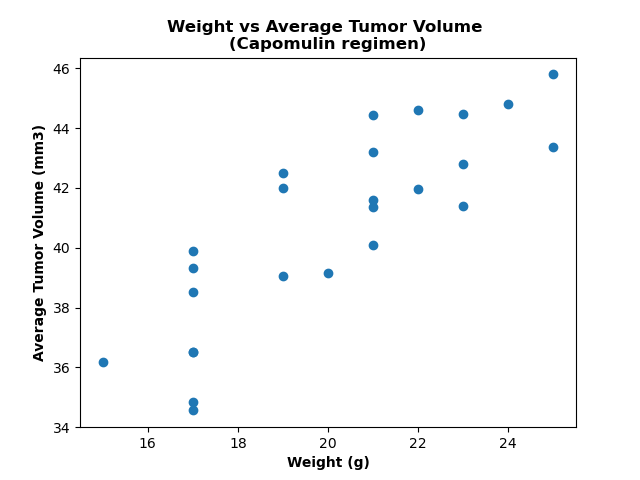 Weight vs Average Tumor Volume
(Capomulin regimen)
46
44
42
40
38
36
34
Average Tumor Volume (mm3)
16 18 20 22 24
Weight (g)